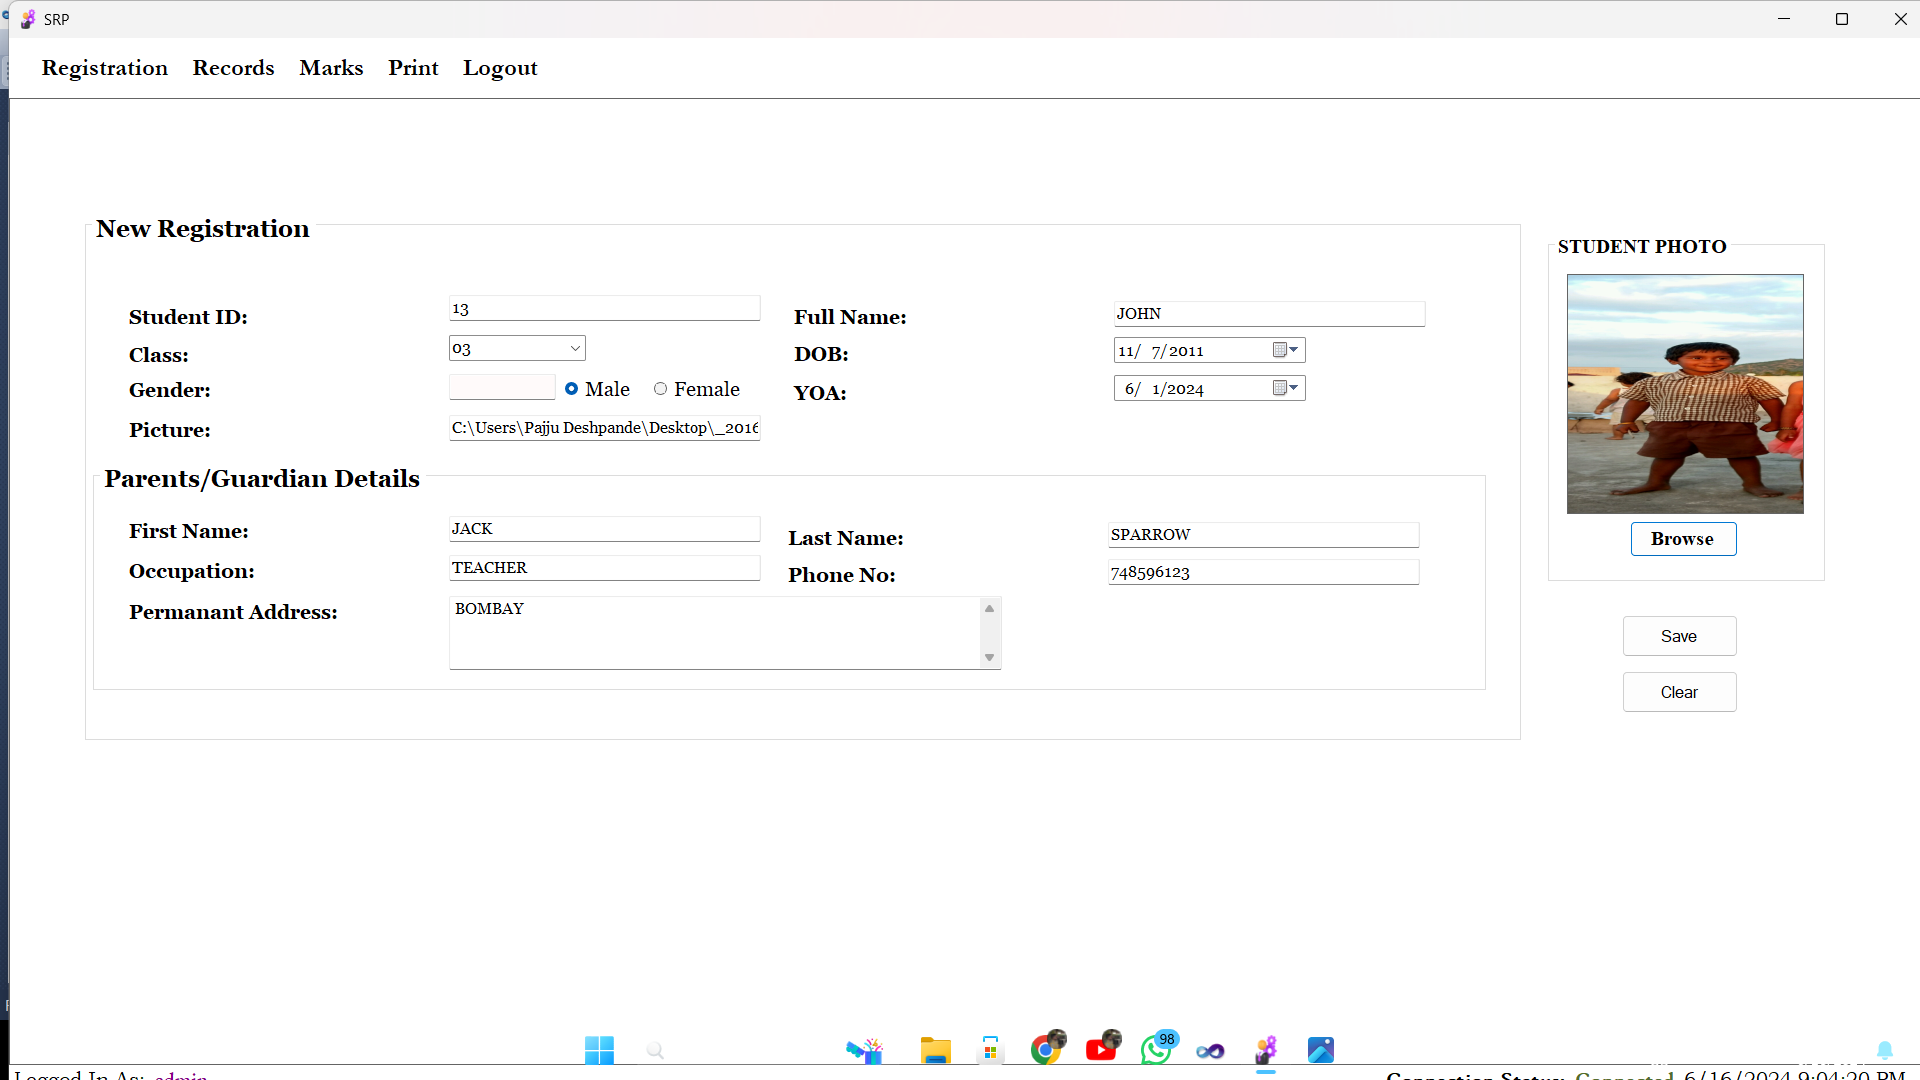 SRP
Registration Records Marks Print Logout
New Registration
STUDENT PHOTO
Student ID: 13 Full Name: JOHN
Class: 03 DOB: 11/ 7/2011
Gender: Male Female YOA: 6/ 1/2024
Picture: C:\Users\Pajju Deshpande\Desktop\_2016
Parents/Guardian Details
First Name: JACK Last Name: SPARROW
Browse
Occupation: TEACHER Phone No: 748596123
Permanant Address: BOMBAY
Save
Clear
98
Logged In As: admin Connection Status: Connected 6/16/2024 9:04:20 PM